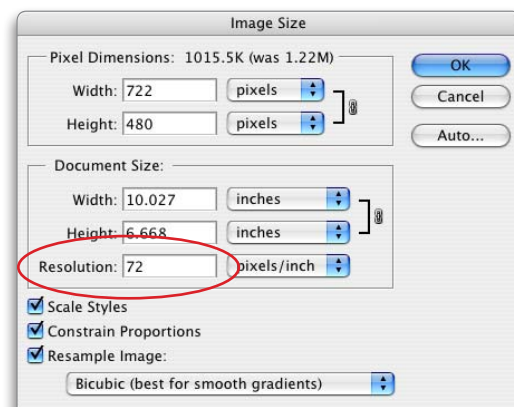 Image Size
Pixel Dimensions: 1015.5K (was 1.22M)
OK
Width: 722 pixels
Cancel
Height: 480 pixels
Auto...
Document Size:
Width: 10.027 inches
Height: 6.668 inches
Resolution: 72 pixels/inch
Scale Styles
Constrain Proportions
Resample Image:
Bicubic (best for smooth gradients)